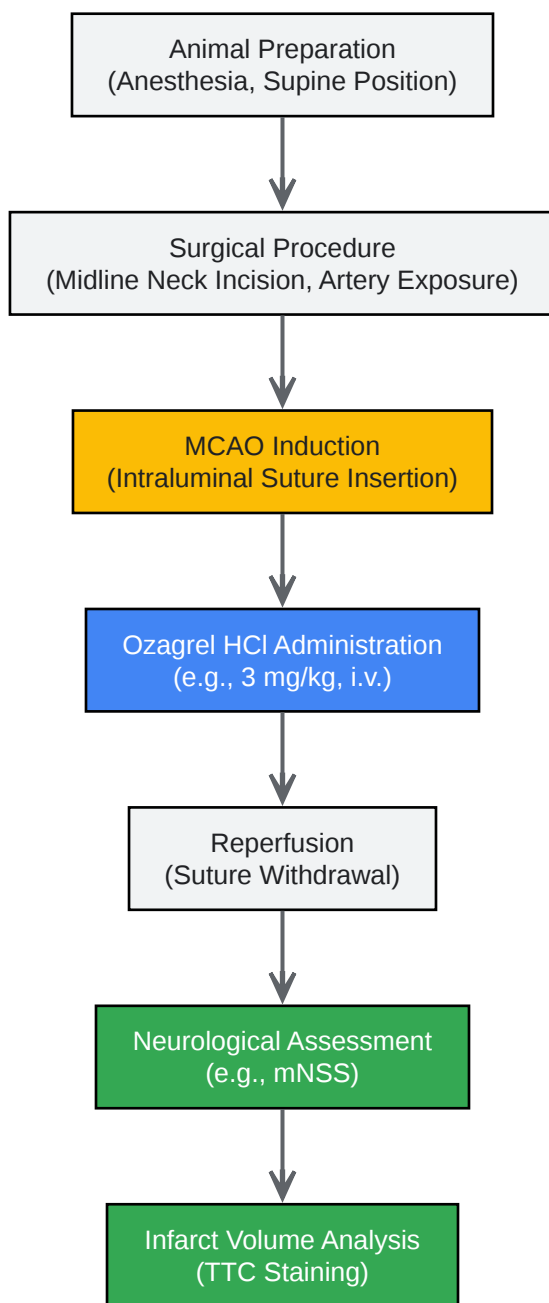 Animal Preparation
(Anesthesia, Supine Position)
Surgical Procedure
(Midline Neck Incision, Artery Exposure)
MCAO Induction
(Intraluminal Suture Insertion)
Ozagrel HCl Administration
(e.g., 3 mg/kg, i.v.)
Reperfusion
(Suture Withdrawal)
Neurological Assessment
(e.g., mNSS)
Infarct Volume Analysis
(TTC Staining)